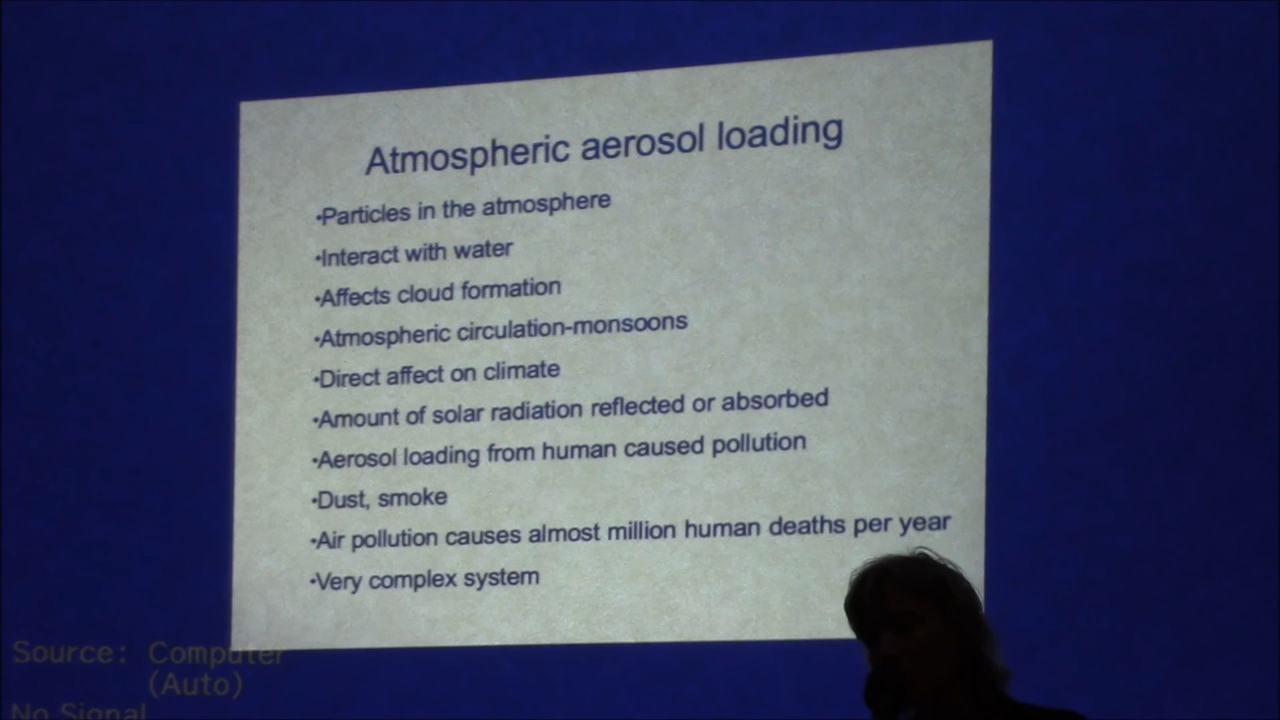 Atmospheric aerosol loading
•Particles in the atmosphere
•Interact with water
•Affects cloud formation
•Atmospheric circulation-monsoons
•Direct affect on climate
•Amount of solar radiation reflected or absorbed
•Aerosol loading from human caused pollution
•Dust, smoke
•Air pollution causes almost million human deaths per year
•Very complex system
Source: Computer
(Auto)
No Signal